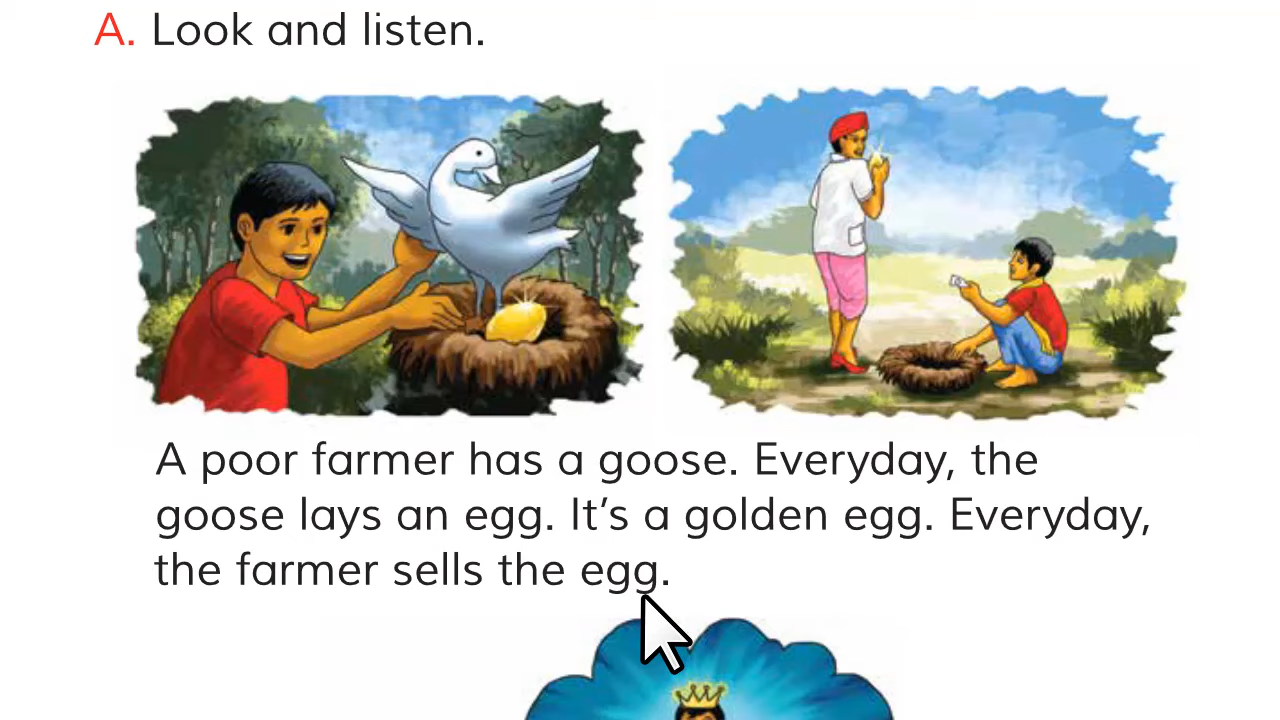 A. Look and listen.
A poor farmer has a goose. Everyday, the
goose lays an egg. It's a golden egg. Everyday,
the farmer sells the egg.